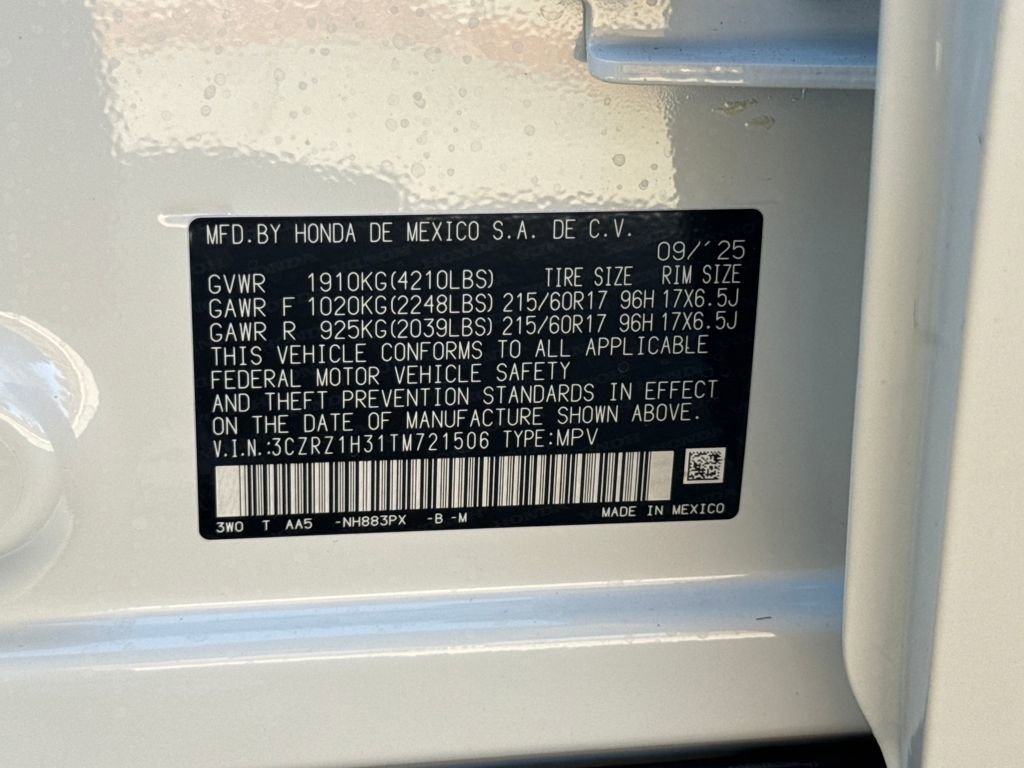 MFD.BY HONDA DE MEXICO S.A. DE C.V.
09/´25
GVWR 1910KG(4210LBS) TIRE SIZE RIM SIZE
GAWR F 1020KG(2248LBS) 215/60R17 96H 17X6.5J
GAWR R 925KG(2039LBS) 215/60R17 96H 17X6.5J
THIS VEHICLE CONFORMS TO ALL APPLICABLE
FEDERAL MOTOR VEHICLE SAFETY
AND THEFT PREVENTION STANDARDS IN EFFECT
ON THE DATE OF MANUFACTURE SHOWN ABOVE.
V.I.N.:3CZRZ1H31TM721506 TYPE:MPV
3W0 T AA5 -NH883PX -B -M MADE IN MEXICO